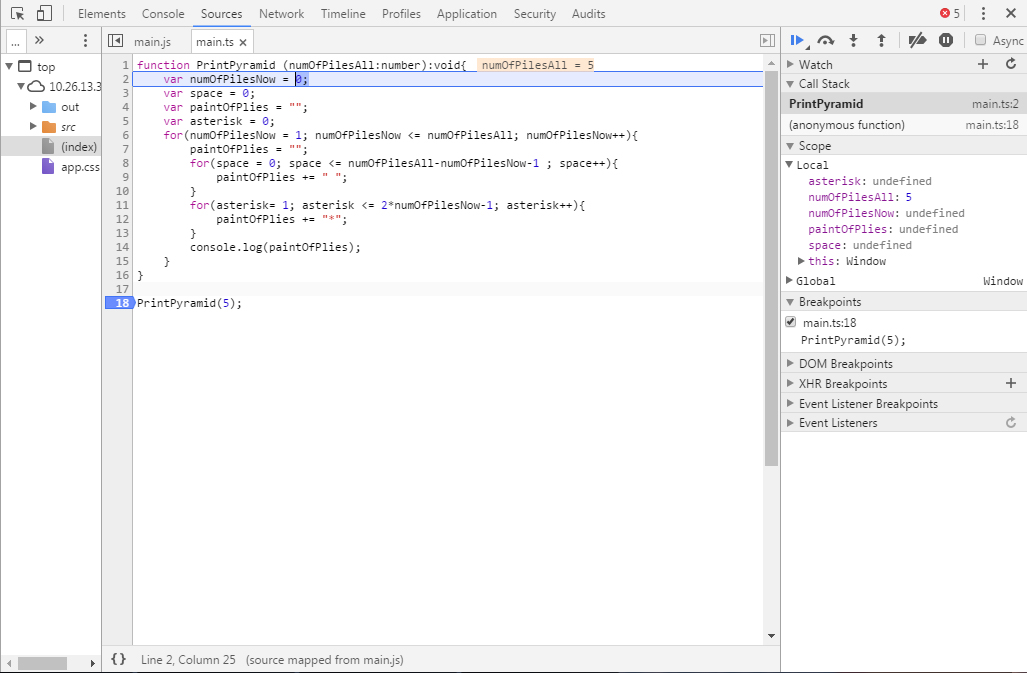 Elements Console Sources Network Timeline Profiles Application Security Audits 5
... » main.js main.ts × Async
top
10.26.13.3
out
src
(index)
app.css
1 function PrintPyramid (numOfPilesAll:number):void{ numOfPilesAll = 5
2 var numOfPilesNow = 0;
3 var space = 0;
4 var paintOfPlies = "";
5 var asterisk = 0;
6 for(numOfPilesNow = 1; numOfPilesNow <= numOfPilesAll; numOfPilesNow++){
7 paintOfPlies = "";
8 for(space = 0; space <= numOfPilesAll-numOfPilesNow-1 ; space++){
9 paintOfPlies += " ";
10 }
11 for(asterisk= 1; asterisk <= 2*numOfPilesNow-1; asterisk++){
12 paintOfPlies += "*";
13 }
14 console.log(paintOfPlies);
15 }
16 }
17
18 PrintPyramid(5);
{} Line 2, Column 25 (source mapped from main.js)
Watch
Call Stack
PrintPyramid main.ts:2
(anonymous function) main.ts:18
Scope
Local
asterisk: undefined
numOfPilesAll: 5
numOfPilesNow: undefined
paintOfPlies: undefined
space: undefined
this: Window
Global Window
Breakpoints
main.ts:18
PrintPyramid(5);
DOM Breakpoints
XHR Breakpoints
Event Listener Breakpoints
Event Listeners